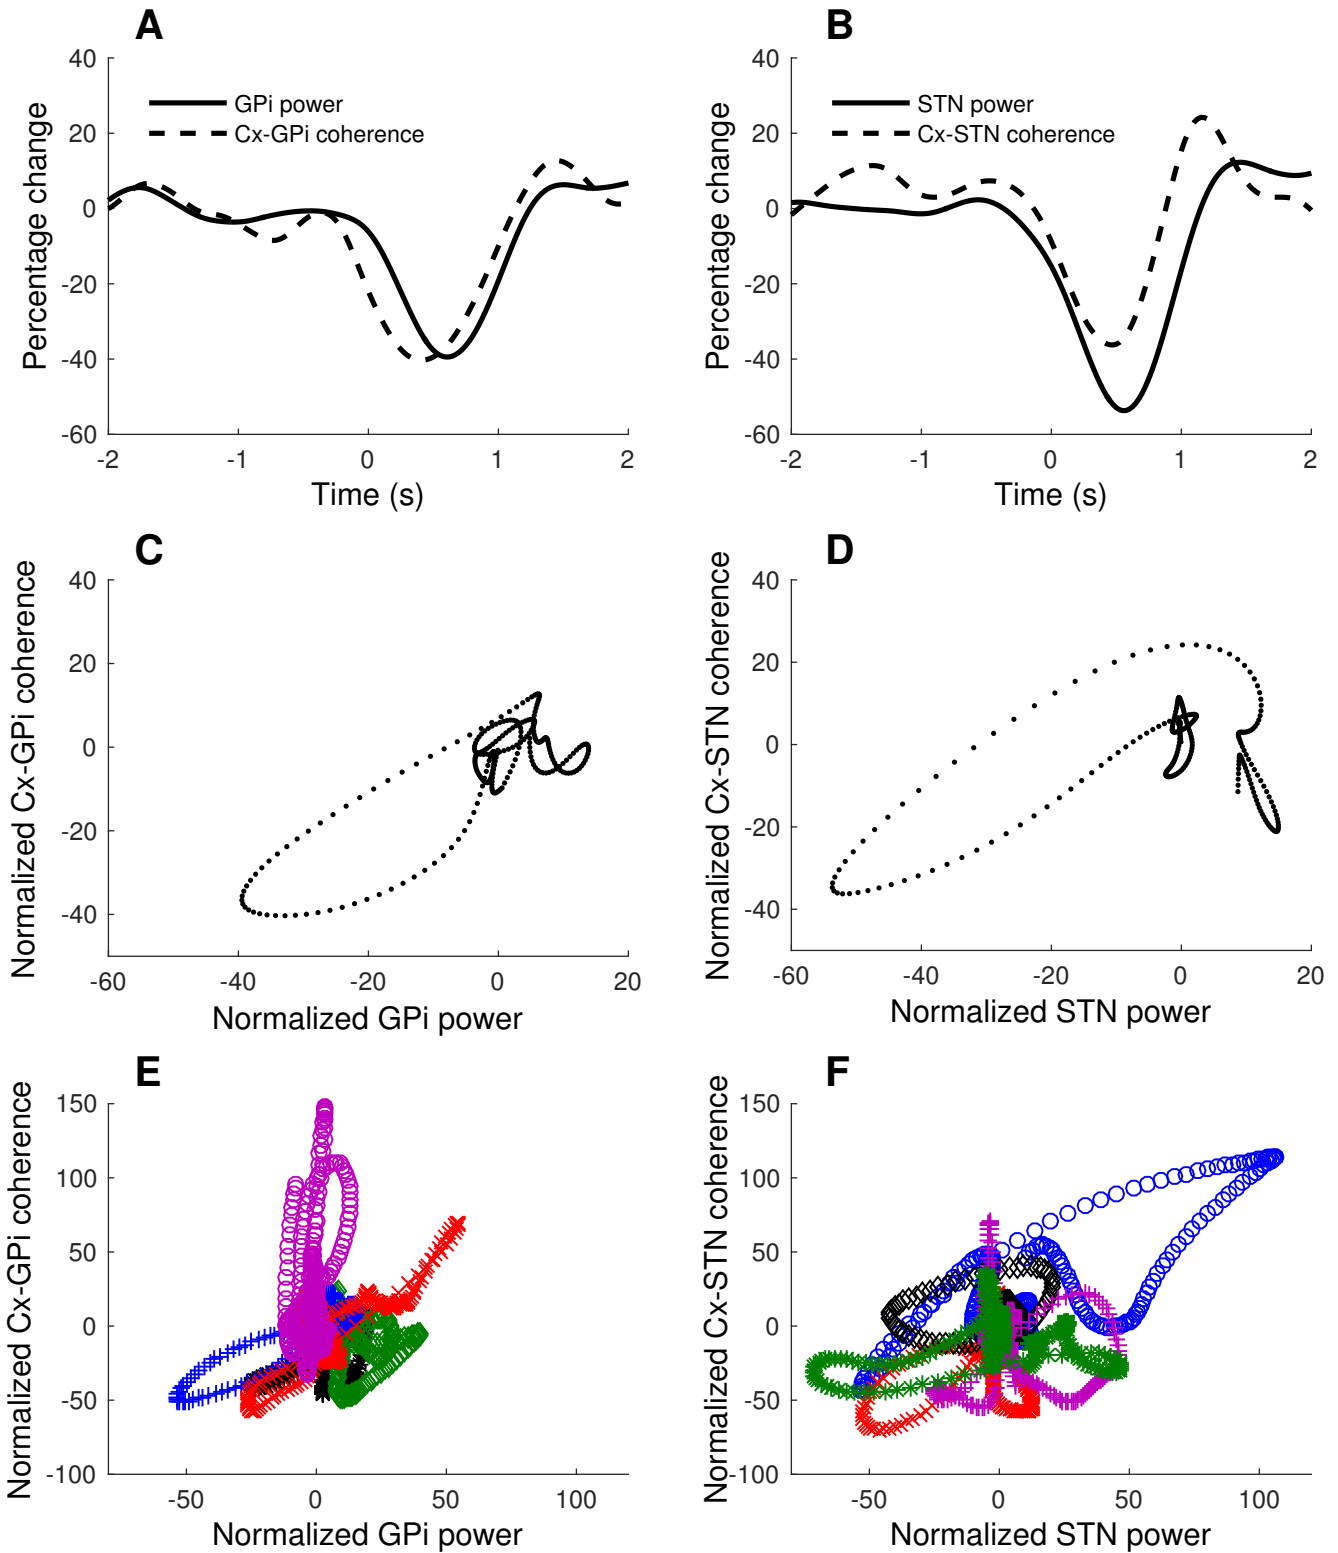 A
Percentage change
40
20
0
-20
-40
-60
GPi power
Cx-GPi coherence
-2
-1
0
1
2
Time (s)
B
Percentage change
40
20
0
-20
-40
-60
STN power
Cx-STN coherence
-2
-1
0
1
2
Time (s)
C
Normalized Cx-GPi coherence
40
20
0
-20
-40
-60
-40
-20
0
20
Normalized GPi power
D
Normalized Cx-STN coherence
40
20
0
-20
-40
-60
-40
-20
0
20
Normalized STN power
E
Normalized Cx-GPi coherence
150
100
50
0
-50
-100
-50
0
50
100
Normalized GPi power
F
Normalized Cx-STN coherence
150
100
50
0
-50
-100
-50
0
50
100
Normalized STN power